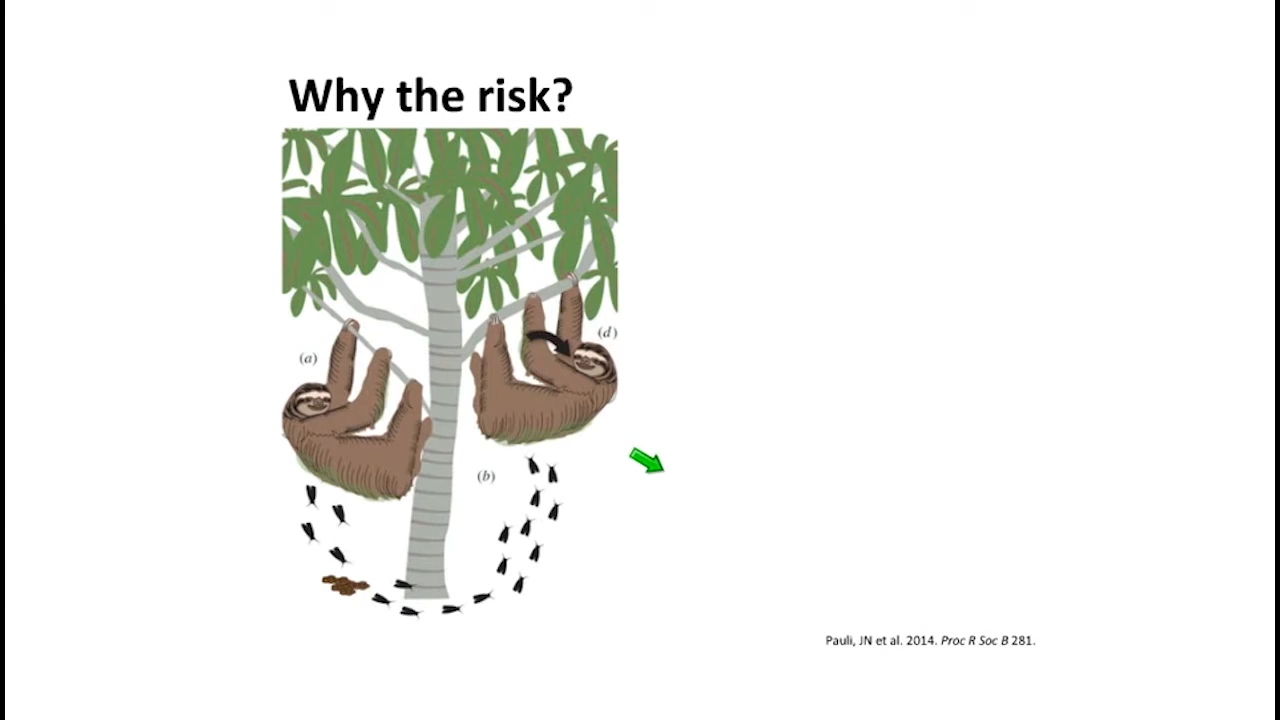 Why the risk?
(d)
(a)
(b)
Pauli, JN et al. 2014. Proc R Soc B 281.